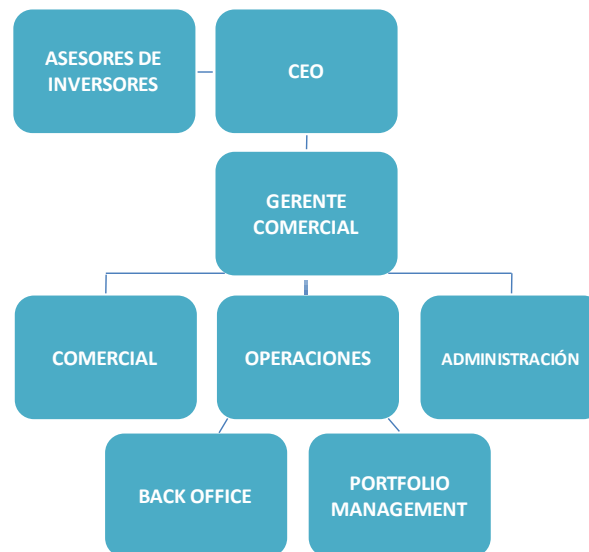 ASESORES DE
INVERSORES
CEO
GERENTE
COMERCIAL
COMERCIAL
OPERACIONES
ADMINISTRACIÓN
BACK OFFICE
PORTFOLIO
MANAGEMENT